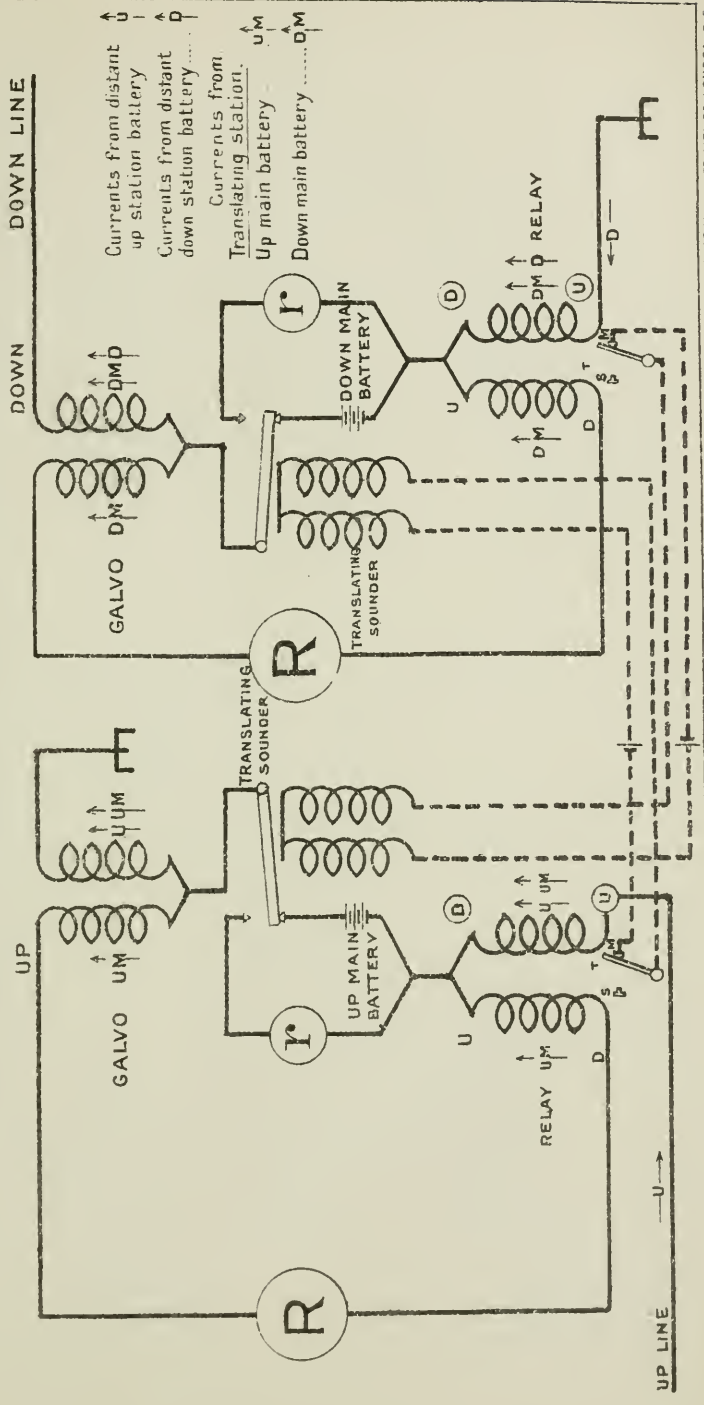 DOWN LINE
DOWN
Currents from distant U
up station battery
Currents from distant D
down station battery.....
Currents from
Translating station.
Up main battery UM
Down main battery ...... DM
GALVO DM DMD
r
DOWN MAIN
BATTERY
TRANSLATING
SOUNDER
R
D
U
DM
D
DMD RELAY
U
T
S M
D
UP
GALVO UM UUM
TRANSLATING
SOUNDER
r
UP MAIN
BATTERY
D
U
RELAY UM
D
U UM
U
T
S M
R
U
UP LINE